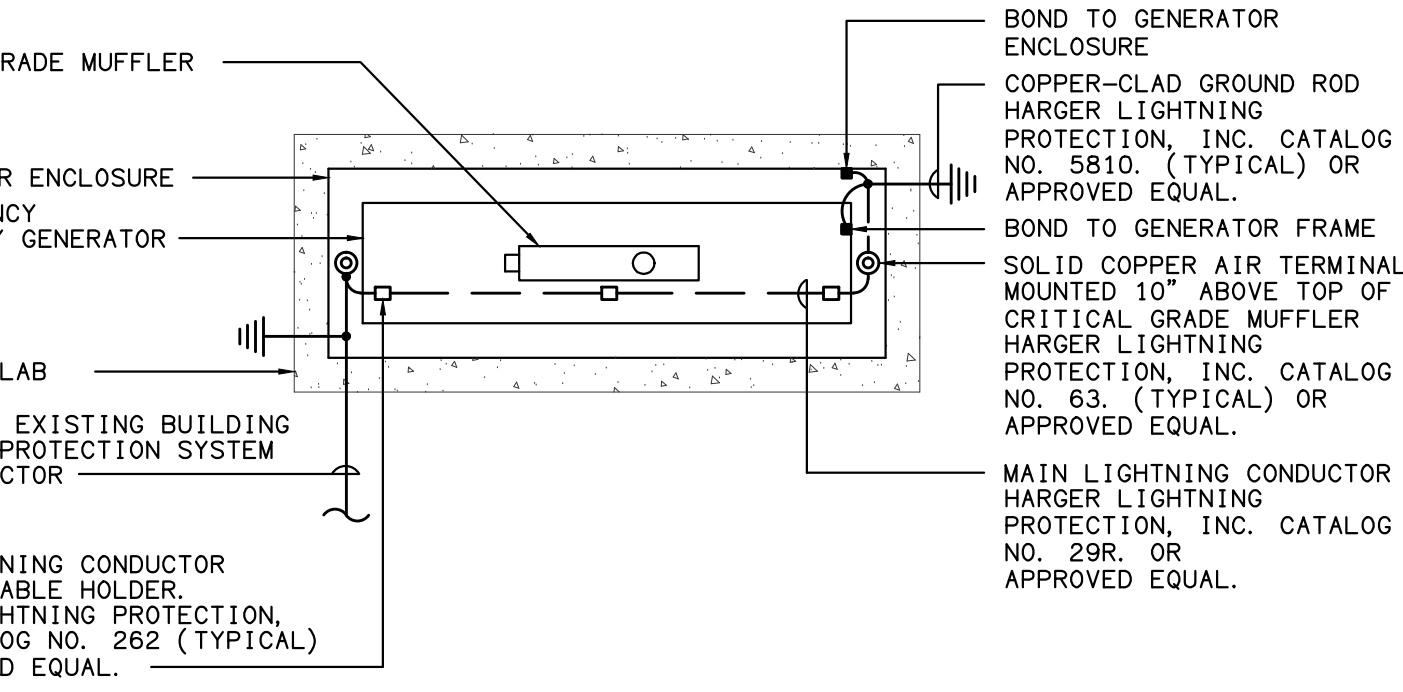 RADE MUFFLER
R ENCLOSURE
NCY
Y GENERATOR
LAB
EXISTING BUILDING
PROTECTION SYSTEM
CTOR
NING CONDUCTOR
ABLE HOLDER.
HTNING PROTECTION,
OG NO. 262 (TYPICAL)
D EQUAL.
BOND TO GENERATOR
ENCLOSURE
COPPER-CLAD GROUND ROD
HARGER LIGHTNING
PROTECTION, INC. CATALOG
NO. 5810. (TYPICAL) OR
APPROVED EQUAL.
BOND TO GENERATOR FRAME
SOLID COPPER AIR TERMINAL
MOUNTED 10" ABOVE TOP OF
CRITICAL GRADE MUFFLER
HARGER LIGHTNING
PROTECTION, INC. CATALOG
NO. 63. (TYPICAL) OR
APPROVED EQUAL.
MAIN LIGHTNING CONDUCTOR
HARGER LIGHTNING
PROTECTION, INC. CATALOG
NO. 29R. OR
APPROVED EQUAL.